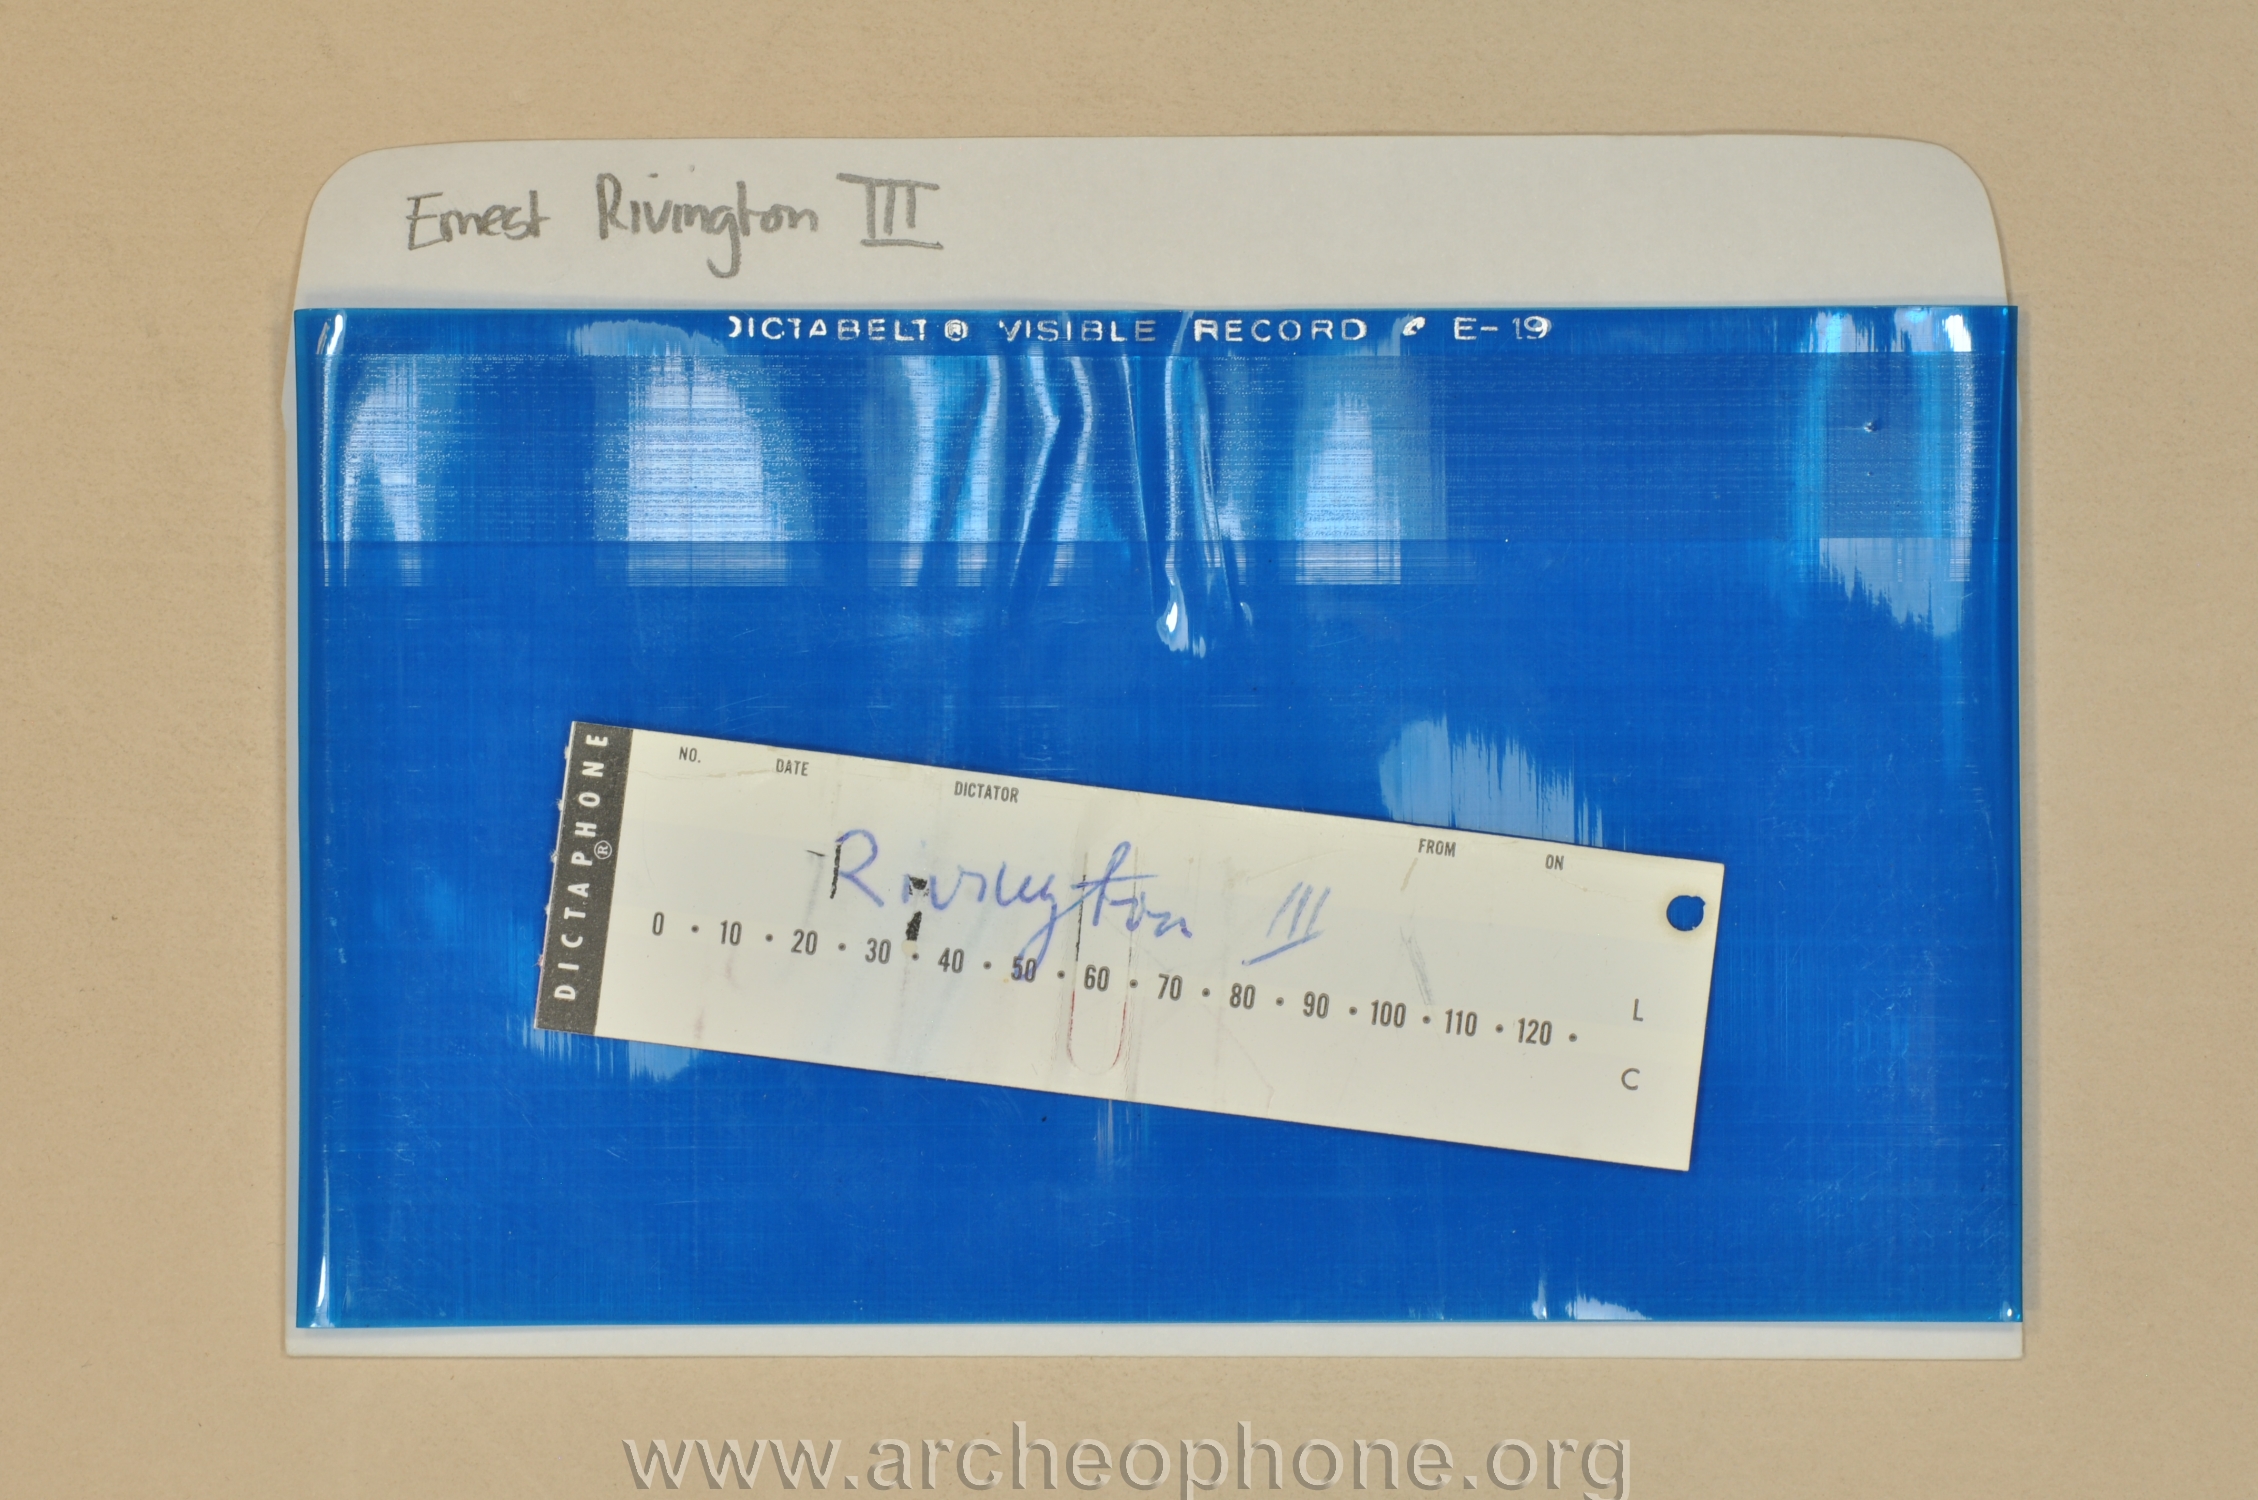 Ernest Rivington III
DICTABELT® VISIBLE RECORD E-19
DICTAPHONE®
NO. DATE DICTATOR FROM ON
Rivington III
0 • 10 • 20 • 30 • 40 • 50 • 60 • 70 • 80 • 90 • 100 • 110 • 120 •
L
C
www.archeophone.org